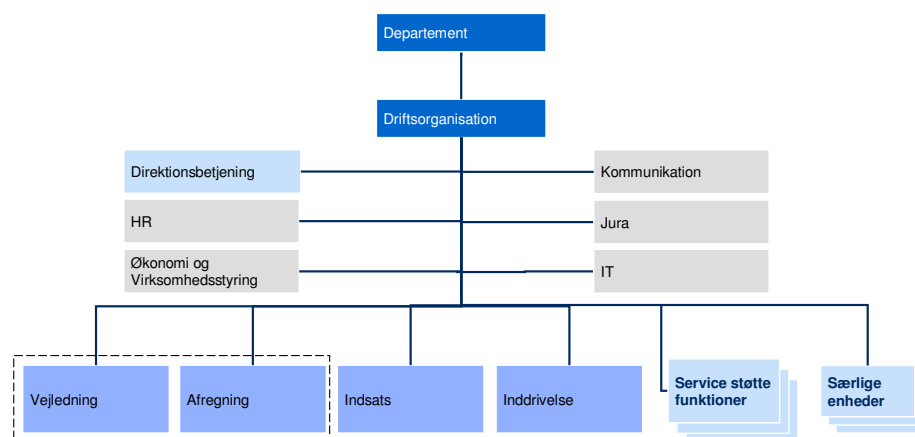 Departement
Driftsorganisation
Direktionsbetjening
Kommunikation
HR
Jura
Økonomi og
Virksomhedsstyring
IT
Vejledning
Afregning
Indsats
Inddrivelse
Service støtte
funktioner
Særlige
enheder